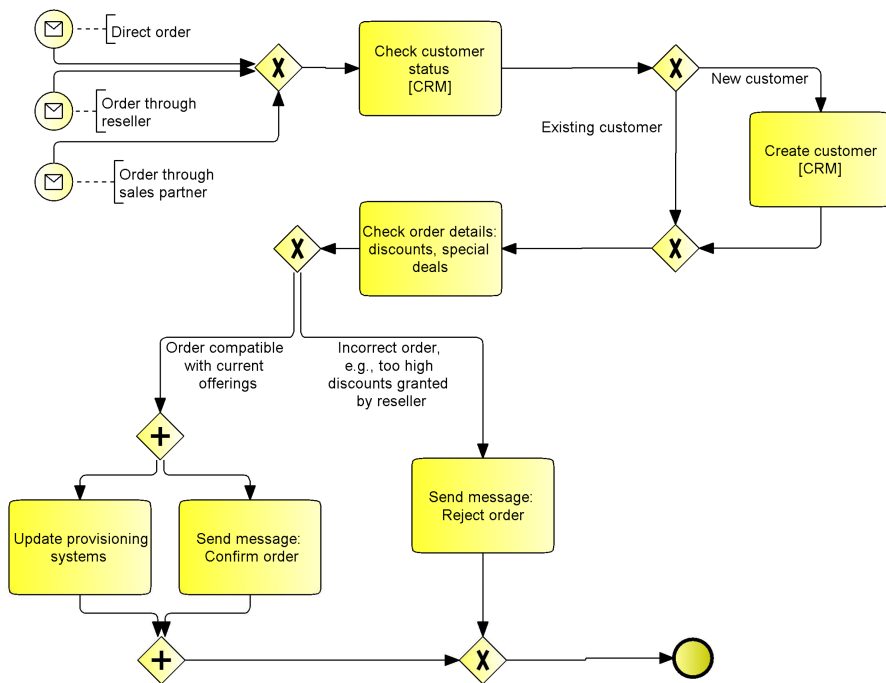 Direct order
Check customer
status
[CRM]
New customer
Order through
reseller
Existing customer
Create customer
[CRM]
Order through
sales partner
Check order details:
discounts, special
deals
Order compatible
with current
offerings
Incorrect order,
e.g., too high
discounts granted
by reseller
Update provisioning
systems
Send message:
Confirm order
Send message:
Reject order